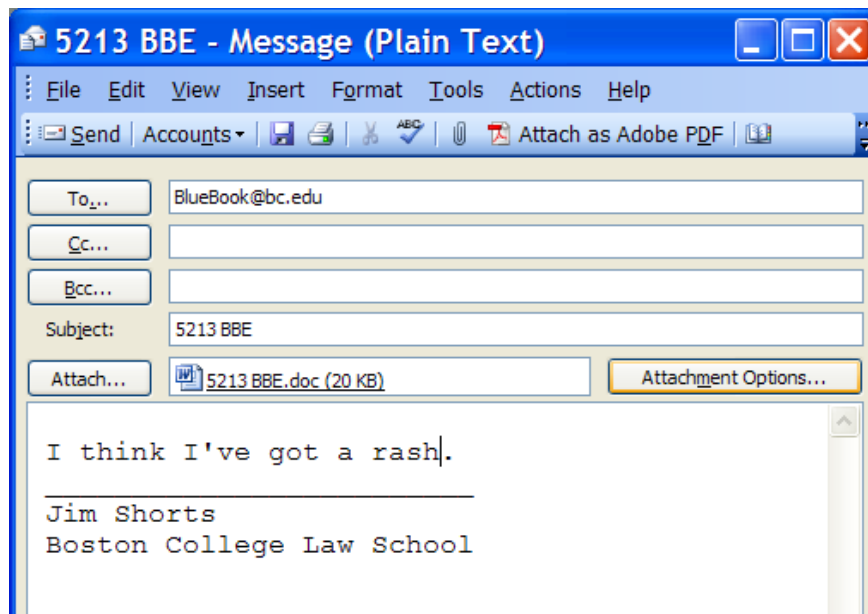 5213 BBE - Message (Plain Text)
File Edit View Insert Format Tools Actions Help
Send Accounts ABC Attach as Adobe PDF
To... BlueBook@bc.edu
Cc...
Bcc...
Subject: 5213 BBE
Attach... 5213 BBE.doc (20 KB) Attachment Options...
I think I've got a rash.
Jim Shorts
Boston College Law School